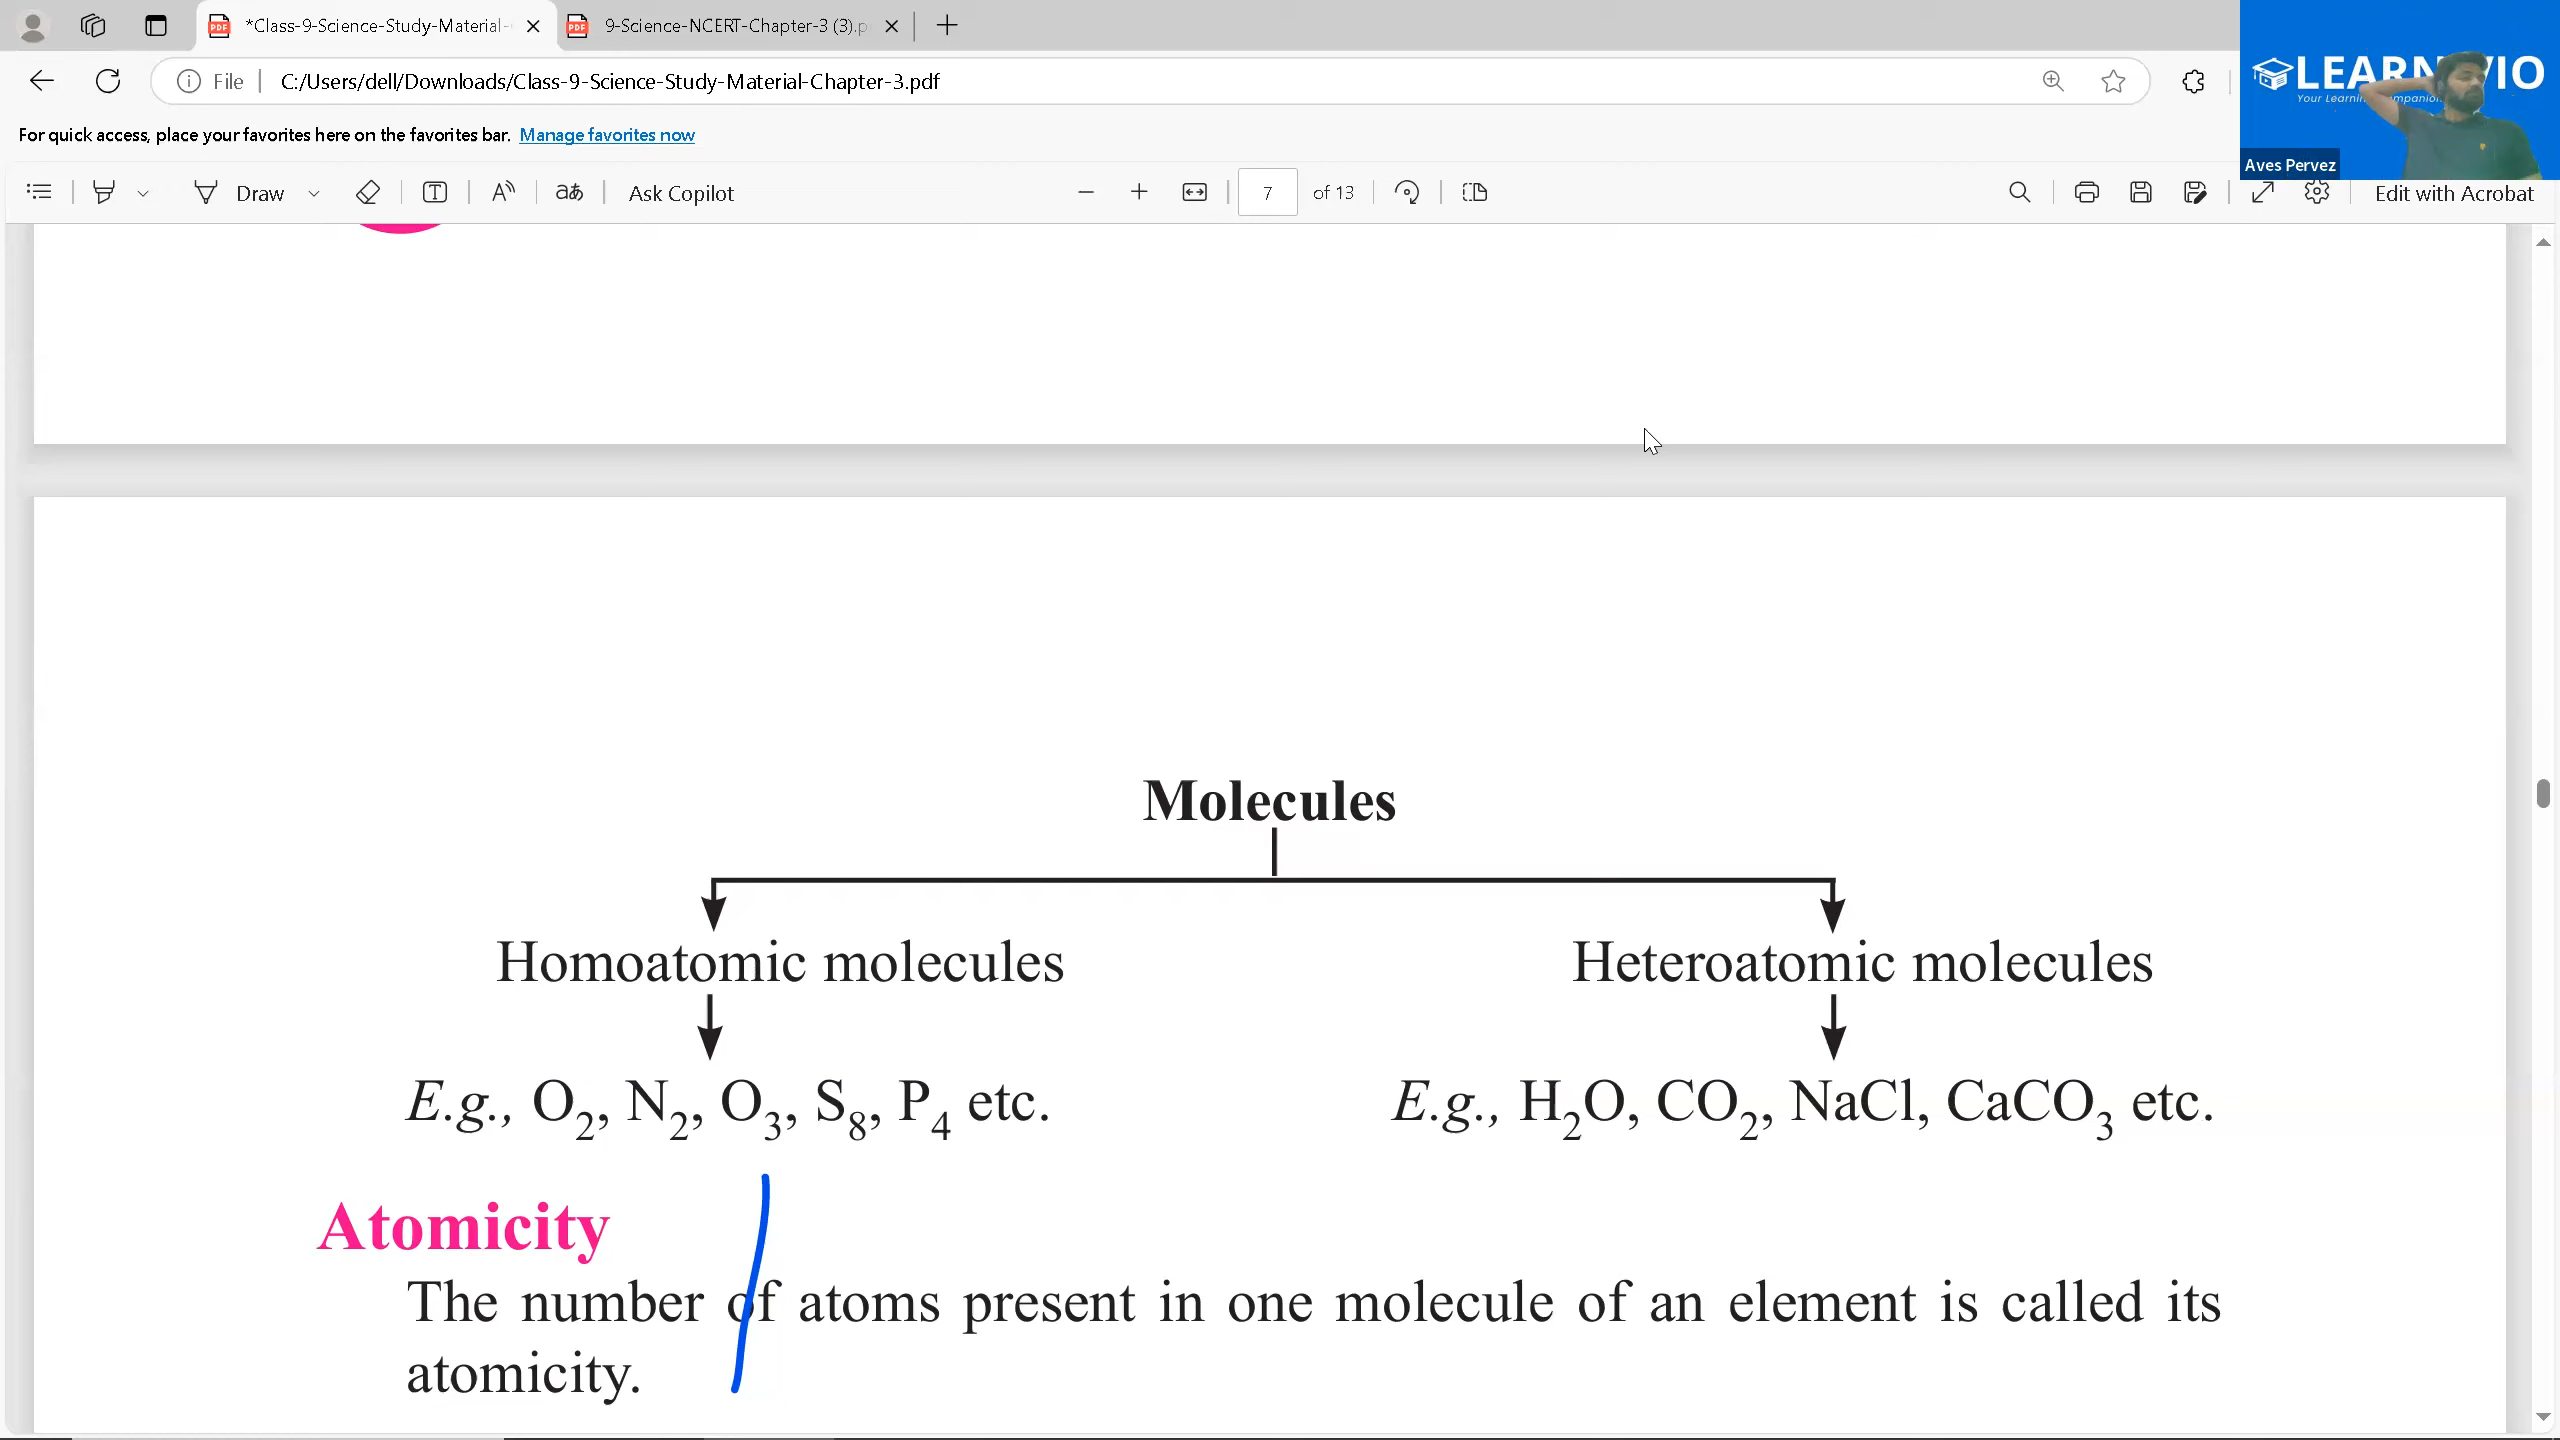 *Class-9-Science-Study-Material-
9-Science-NCERT-Chapter-3 (3).p
File
C:/Users/dell/Downloads/Class-9-Science-Study-Material-Chapter-3.pdf
For quick access, place your favorites here on the favorites bar. Manage favorites now
Draw
Ask Copilot
7 of 13
Edit with Acrobat
Aves Pervez
Molecules
Homoatomic molecules
Heteroatomic molecules
E.g., O₂, N₂, O₃, S₈, P₄ etc.
E.g., H₂O, CO₂, NaCl, CaCO₃ etc.
Atomicity
The number of atoms present in one molecule of an element is called its
atomicity.